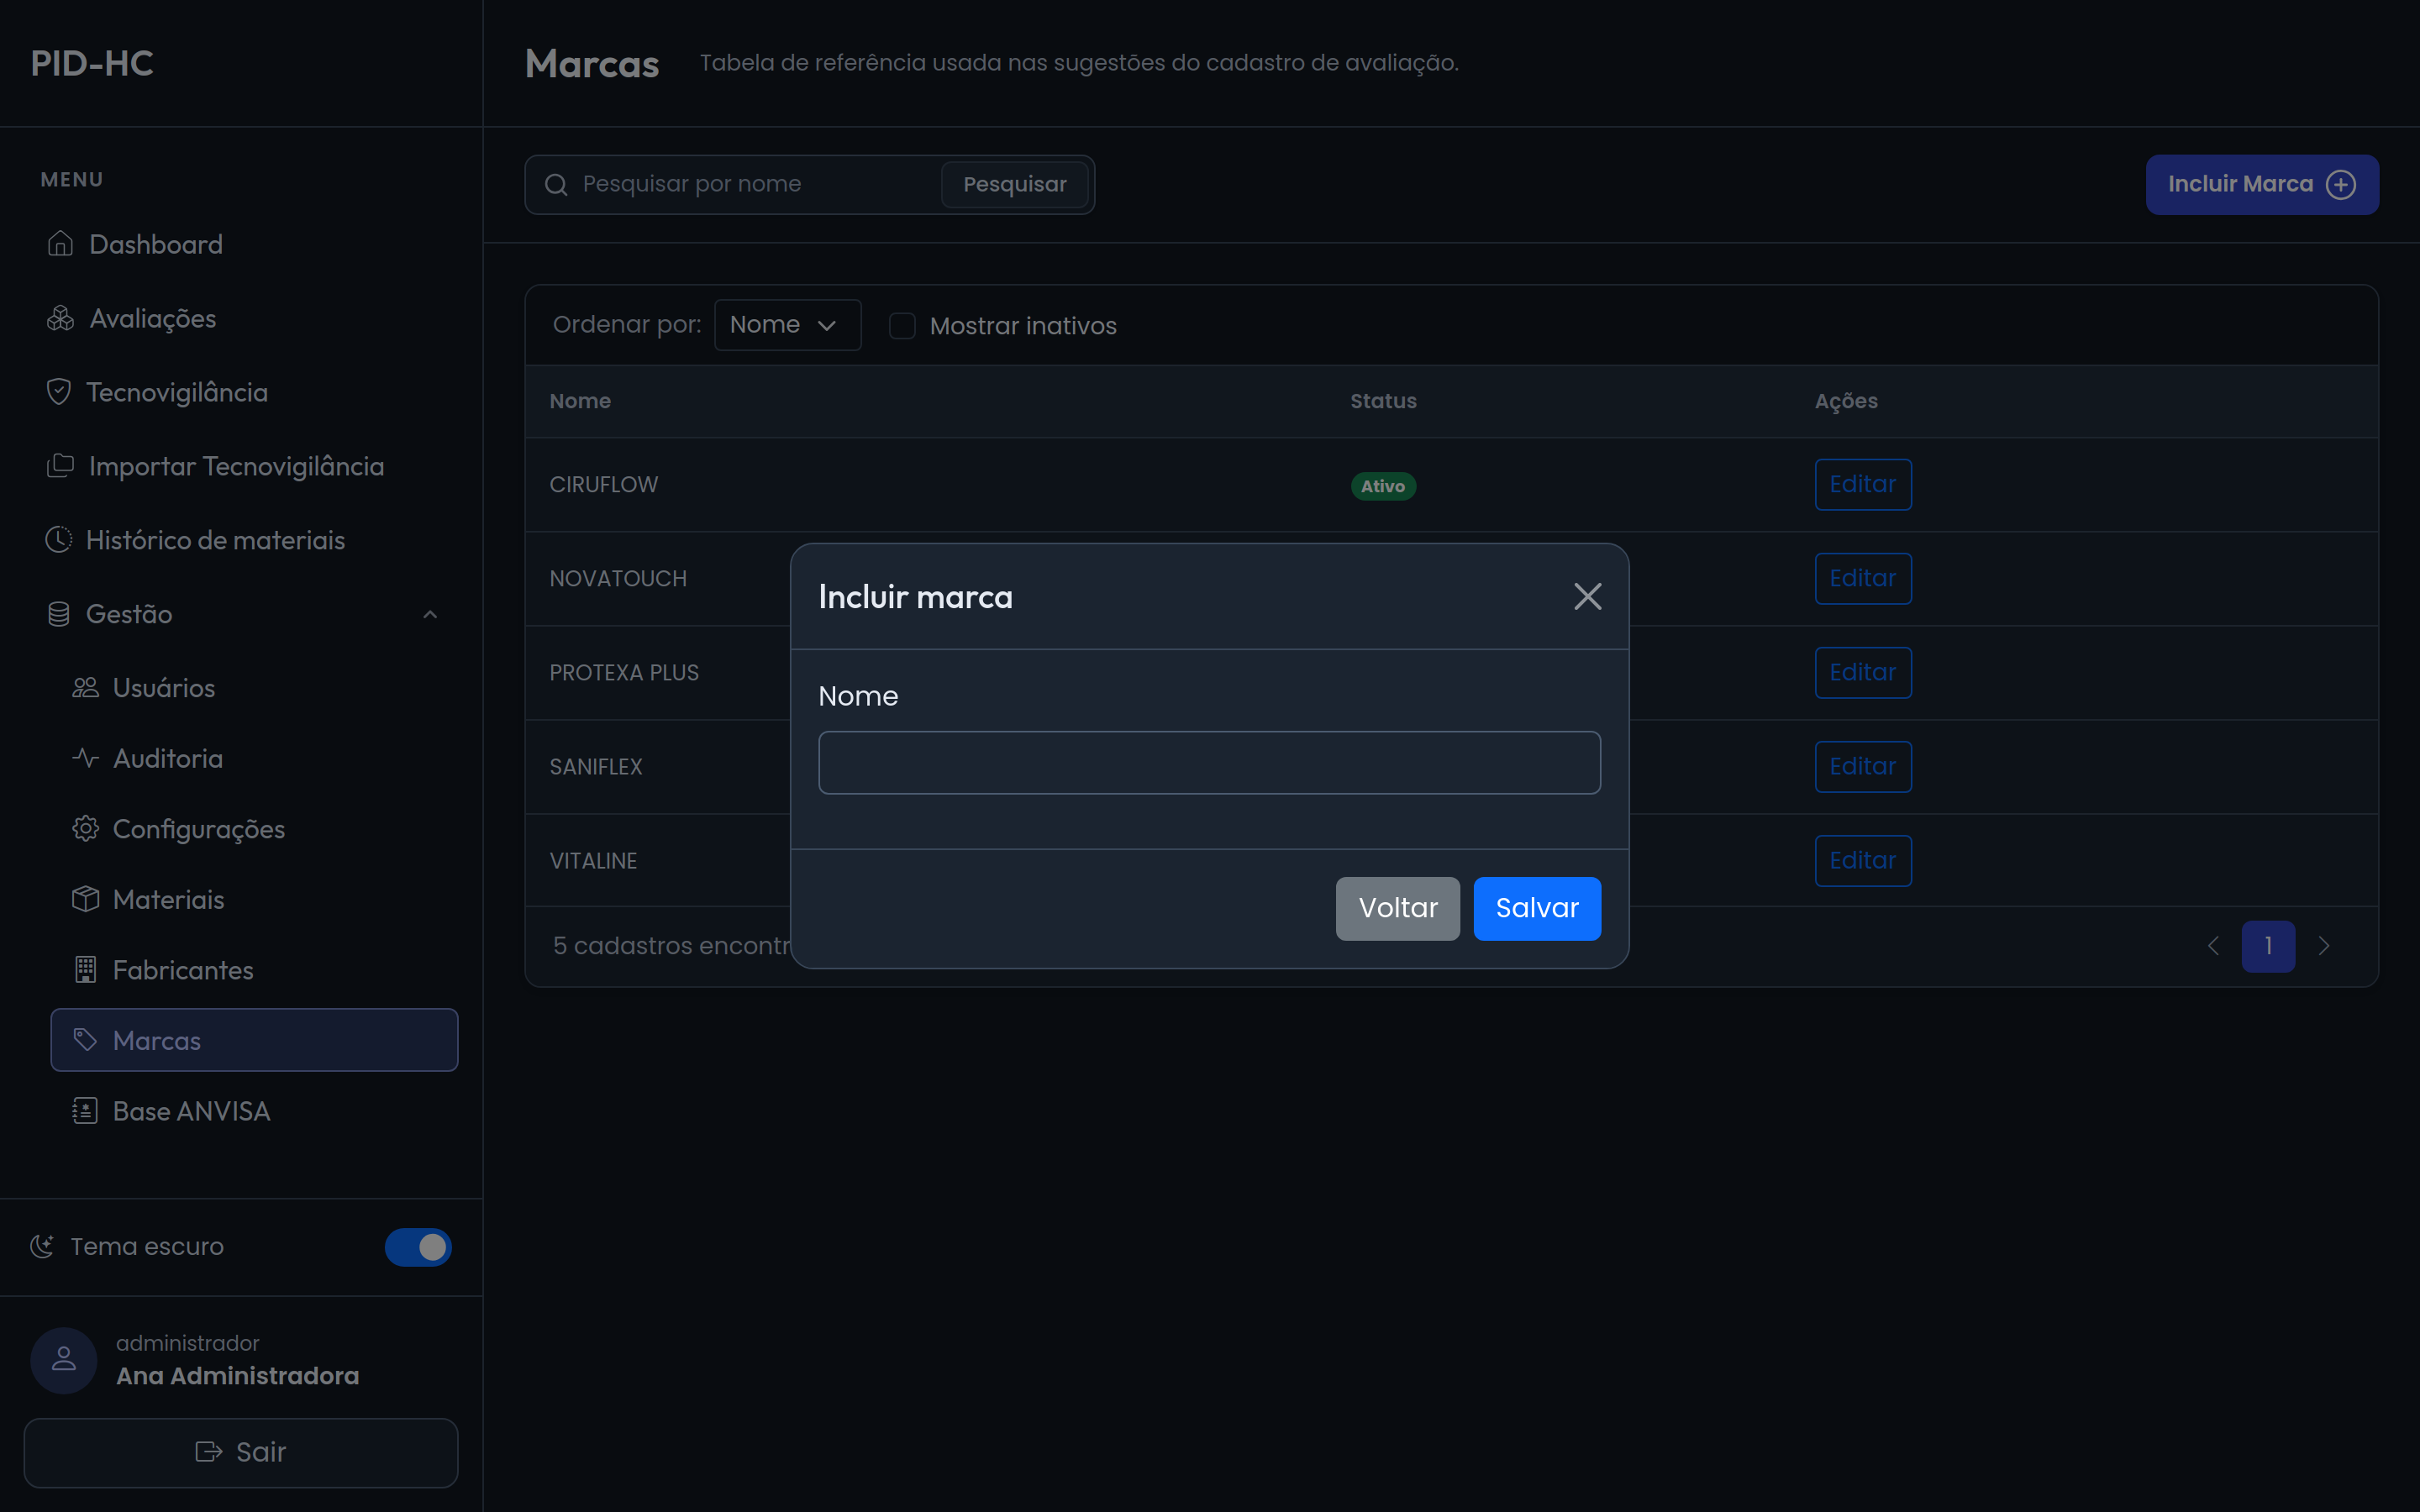 PID-HC
MENU
Dashboard
Avaliações
Tecnovigilância
Importar Tecnovigilância
Histórico de materiais
Gestão
Usuários
Auditoria
Configurações
Materiais
Fabricantes
Marcas
Base ANVISA
Tema escuro
administrador
Ana Administradora
Sair
Marcas Tabela de referência usada nas sugestões do cadastro de avaliação.
Pesquisar por nome Pesquisar Incluir Marca
Ordenar por: Nome Mostrar inativos
Nome Status Ações
CIRUFLOW Ativo Editar
NOVATOUCH Editar
PROTEXA PLUS Editar
SANIFLEX Editar
VITALINE Editar
5 cadastros 1
Incluir marca
Nome
Voltar Salvar